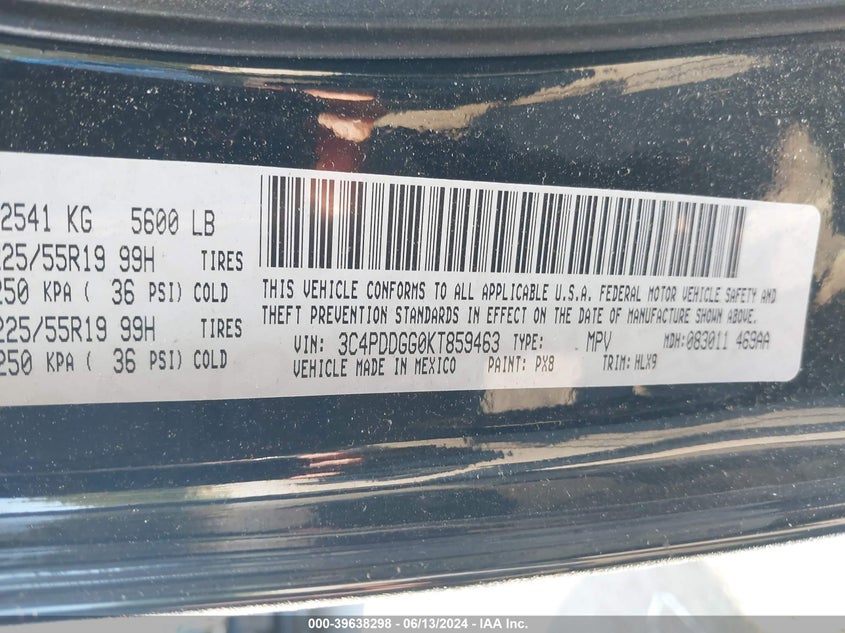 2541 KG 5600 LB
225/55R19 99H TIRES
250 KPA ( 36 PSI) COLD
225/55R19 99H TIRES
250 KPA ( 36 PSI) COLD
THIS VEHICLE CONFORMS TO ALL APPLICABLE U.S.A. FEDERAL MOTOR VEHICLE SAFETY AND
THEFT PREVENTION STANDARDS IN EFFECT ON THE DATE OF MANUFACTURE SHOWN ABOVE.
VIN: 3C4PDDGG0KT859463 TYPE: MPV MDH: 083011 469AA
VEHICLE MADE IN MEXICO PAINT: PX8 TRIM: HLX9
000-39638298 - 06/13/2024 - IAA Inc.